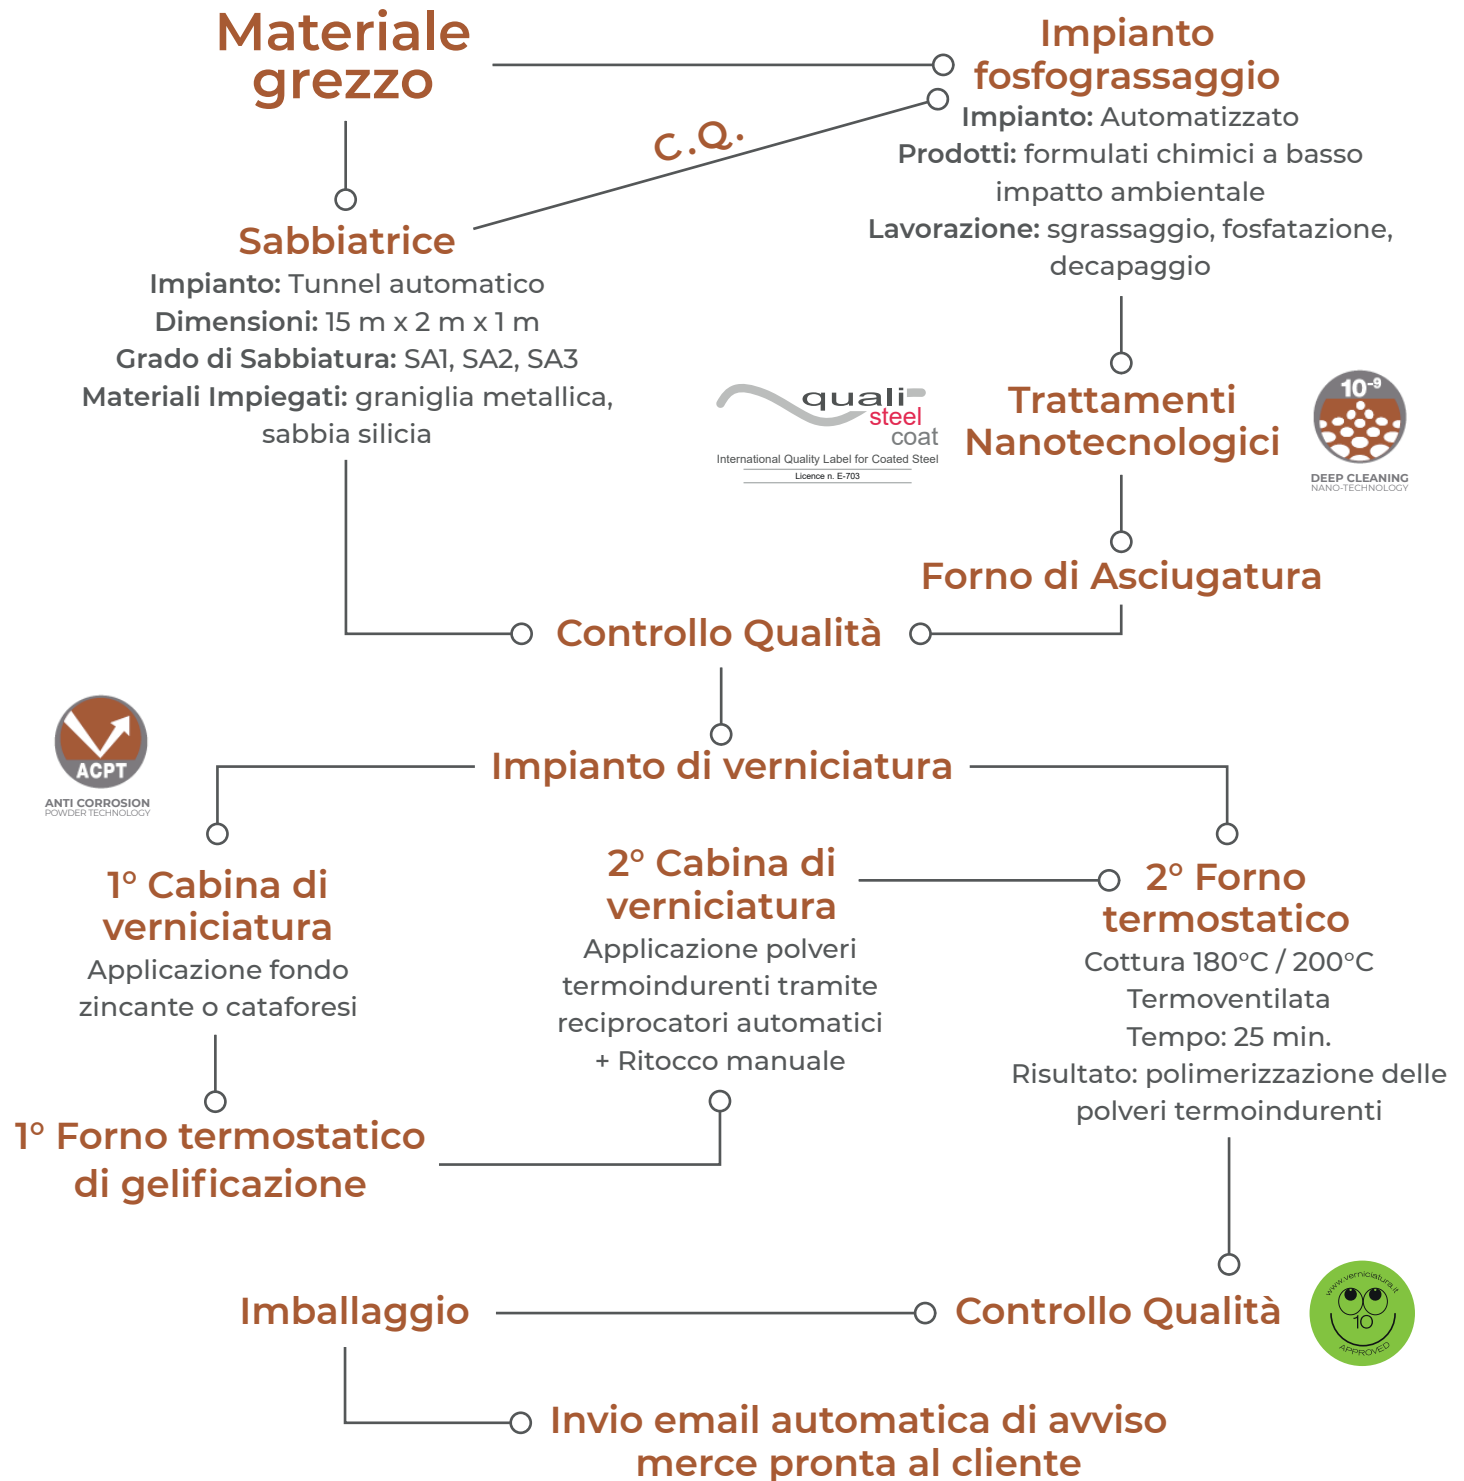 Materiale
grezzo
Impianto
fosfograssaggio
Impianto: Automatizzato
Prodotti: formulati chimici a basso
impatto ambientale
Lavorazione: sgrassaggio, fosfatazione,
decapaggio
C.Q.
Sabbiatrice
Impianto: Tunnel automatico
Dimensioni: 15 m x 2 m x 1 m
Grado di Sabbiatura: SA1, SA2, SA3
Materiali Impiegati: graniglia metallica,
sabbia silicia
quali
steel
coat
International Quality Label for Coated Steel
Licence n. E-703
Trattamenti
Nanotecnologici
10-9
DEEP CLEANING
NANO-TECHNOLOGY
Forno di Asciugatura
Controllo Qualità
ACPT
ANTI CORROSION
POWDER TECHNOLOGY
Impianto di verniciatura
1° Cabina di
verniciatura
Applicazione fondo
zincante o cataforesi
2° Cabina di
verniciatura
Applicazione polveri
termoindurenti tramite
reciprocatori automatici
+ Ritocco manuale
2° Forno
termostatico
Cottura 180°C / 200°C
Termoventilata
Tempo: 25 min.
Risultato: polimerizzazione delle
polveri termoindurenti
1° Forno termostatico
di gelificazione
Imballaggio
Controllo Qualità
www.verniciatura.it
10
APPROVED
Invio email automatica di avviso
merce pronta al cliente